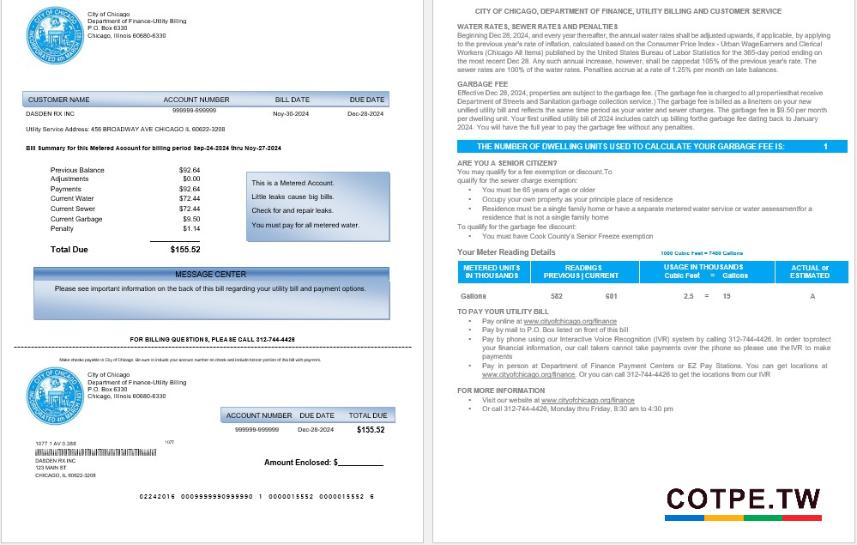 City of Chicago
Department of Finance-Utility Billing
P.O. Box 6330
Chicago, Illinois 60680-6330
CUSTOMER NAME ACCOUNT NUMBER BILL DATE DUE DATE
DASDEN RX INC 999999-999999 Nov-30-2024 Dec-28-2024
Utility Service Address: 456 BROADWAY AVE CHICAGO IL 60622-3208
Bill Summary for this Metered Account for billing period Sep-24-2024 thru Nov-27-2024
Previous Balance $92.64
Adjustments $0.00
Payments $92.64
Current Water $72.44
Current Sewer $72.44
Current Garbage $9.50
Penalty $1.14
Total Due $155.52
This is a Metered Account.
Little leaks cause big bills.
Check for and repair leaks.
You must pay for all metered water.
MESSAGE CENTER
Please see important information on the back of this bill regarding your utility bill and payment options.
FOR BILLING QUESTIONS, PLEASE CALL 312-744-4426
Make checks payable to City of Chicago. Be sure to include your account number on check and include bottom portion of this bill with payment.
City of Chicago
Department of Finance-Utility Billing
P.O. Box 6330
Chicago, Illinois 60680-6330
ACCOUNT NUMBER DUE DATE TOTAL DUE
999999-999999 Dec-28-2024 $155.52
1077 1 AV 0.388 1077
DASDEN RX INC
123 MAIN ST
CHICAGO, IL 60622-3208
Amount Enclosed: $
02242016 0009999990999990 1 0000015552 0000015552 6
CITY OF CHICAGO, DEPARTMENT OF FINANCE, UTILITY BILLING AND CUSTOMER SERVICE
WATER RATES, SEWER RATES AND PENALTIES
Beginning Dec 28, 2024, and every year thereafter, the annual water rates shall be adjusted upwards, if applicable, by applying
to the previous year's rate of inflation, calculated based on the Consumer Price Index - Urban Wage Earners and Clerical
Workers (Chicago All Items) published by the United States Bureau of Labor Statistics for the 365-day period ending on
the most recent Dec 28. Any such annual increase, however, shall be capped at 105% of the previous year's rate. The
sewer rates are 100% of the water rates. Penalties accrue at a rate of 1.25% per month on late balances.
GARBAGE FEE
Effective Dec 28, 2024, properties are subject to the garbage fee. (The garbage fee is charged to all properties that receive
Department of Streets and Sanitation garbage collection service.) The garbage fee is billed as a line item on your new
unified utility bill and reflects the same time period as your water and sewer charges. The garbage fee is $9.50 per month
per dwelling unit. Your first unified utility bill of 2024 includes catch up billing for the garbage fee dating back to January
2024. You will have the full year to pay the garbage fee without any penalties.
THE NUMBER OF DWELLING UNITS USED TO CALCULATE YOUR GARBAGE FEE IS: 1
ARE YOU A SENIOR CITIZEN?
You may qualify for a fee exemption or discount.To
qualify for the sewer charge exemption:
• You must be 65 years of age or older
• Occupy your own property as your principle place of residence
• Residence must be a single family home or have a separate metered water service or water assessment for a
residence that is not a single family home
To qualify for the garbage fee discount:
• You must have Cook County's Senior Freeze exemption
Your Meter Reading Details 1000 Cubic Feet = 7480 Gallons
METERED UNITS READINGS USAGE IN THOUSANDS ACTUAL or
IN THOUSANDS PREVIOUS | CURRENT Cubic Feet = Gallons ESTIMATED
Gallons 582 601 2.5 = 19 A
TO PAY YOUR UTILITY BILL
• Pay online at www.cityofchicago.org/finance
• Pay by mail to P.O. Box listed on front of this bill
• Pay by phone using our Interactive Voice Recognition (IVR) system by calling 312-744-4426. In order to protect
your financial information, our call takers cannot take payments over the phone so please use the IVR to make
payments
• Pay in person at Department of Finance Payment Centers or EZ Pay Stations. You can get locations at
www.cityofchicago.org/finance. Or you can call 312-744-4426 to get the locations from our IVR
FOR MORE INFORMATION
• Visit our website at www.cityofchicago.org/finance
• Or call 312-744-4426, Monday thru Friday, 8:30 am to 4:30 pm
COTPE.TW